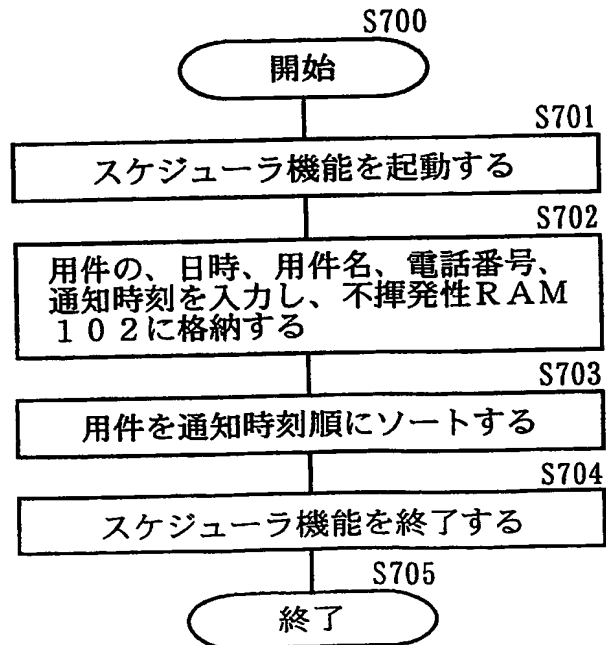 S700
開始
S701
スケジューラ機能を起動する
S702
用件の、日時、用件名、電話番号、
通知時刻を入力し、不揮発性RAM
102に格納する
S703
用件を通知時刻順にソートする
S704
スケジューラ機能を終了する
S705
終了